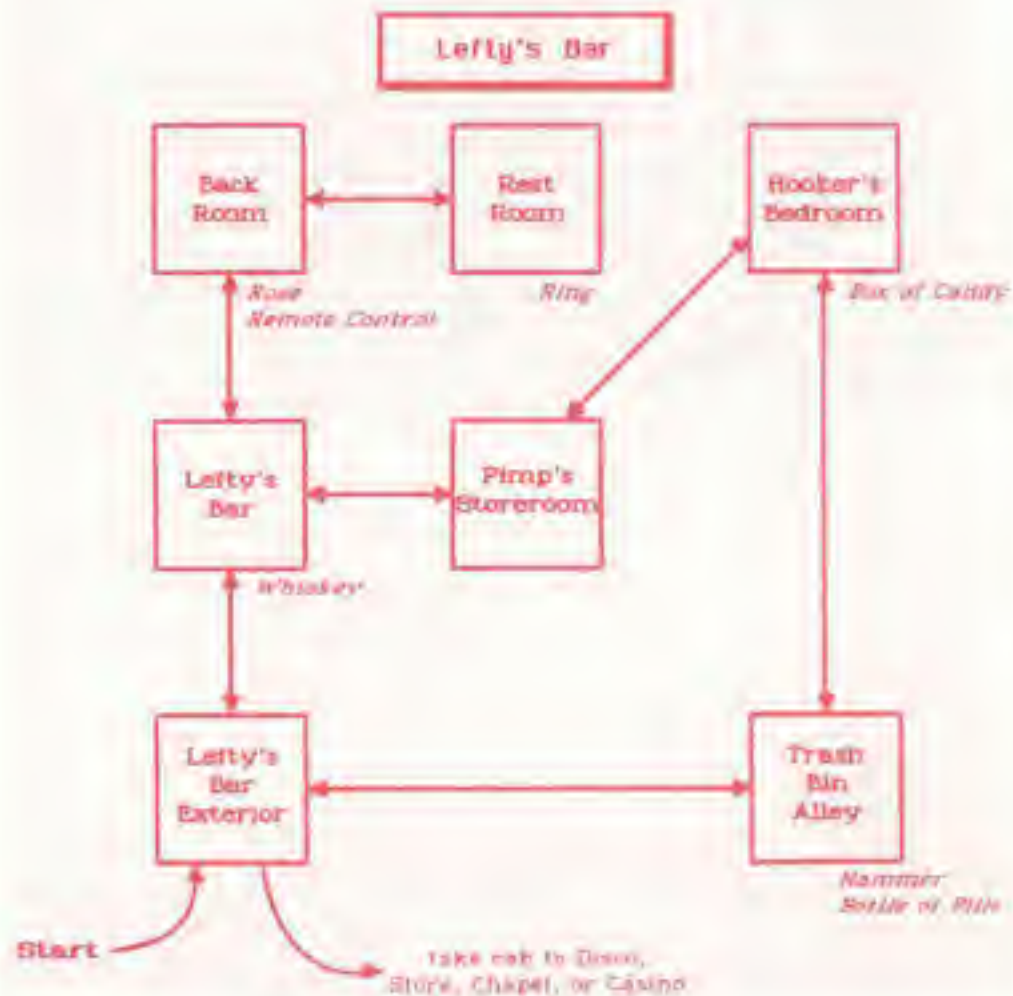 Lefty's Bar
Back
Room
Rest
Room
Hooker's
Bedroom
Rose
Remote Control
Ring
Box of Candy
Lefty's
Bar
Pimp's
Storeroom
Whiskey
Lefty's
Bar
Exterior
Trash
Bin
Alley
Hammer
Bottle of Pills
Start
Take cab to Disco,
Store, Chapel, or Casino